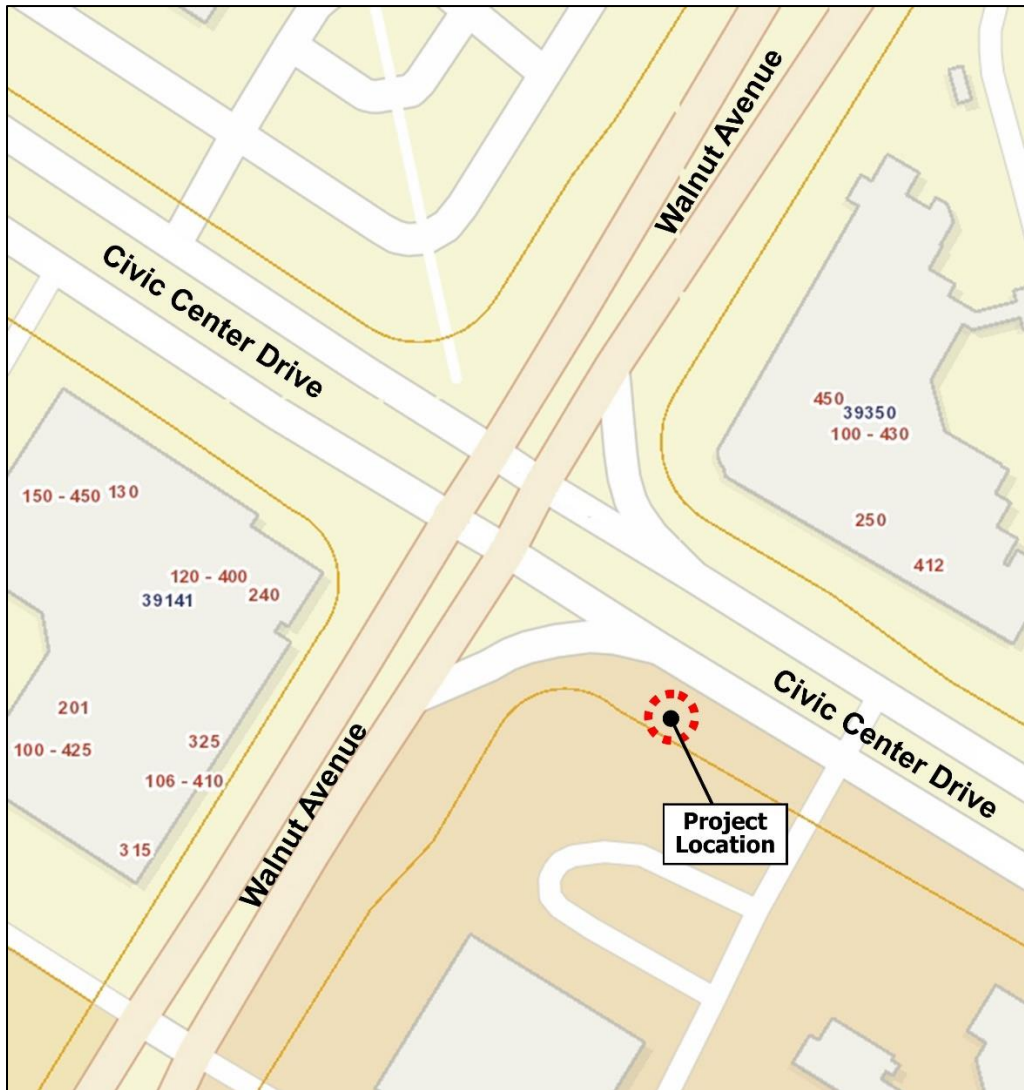 Walnut Avenue
Civic Center Drive
450
39350
100 - 430
250
412
150 - 450
130
120 - 400
39141
240
201
100 - 425
325
106 - 410
315
Walnut Avenue
Civic Center Drive
Project
Location